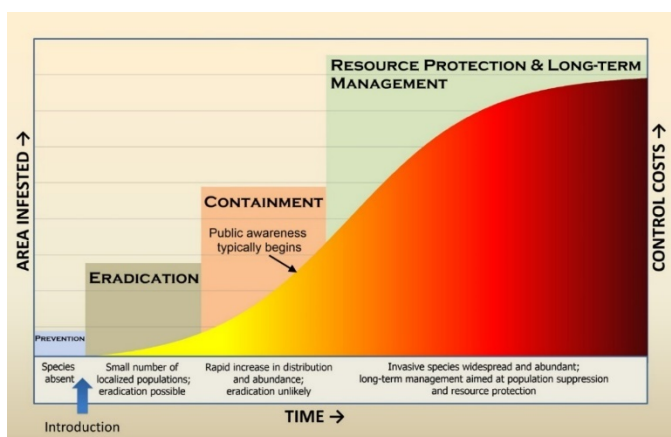 RESOURCE PROTECTION & LONG-TERM
MANAGEMENT
CONTAINMENT
Public awareness
typically begins
ERADICATION
PREVENTION
AREA INFESTED →
CONTROL COSTS →
Species
absent
Small number of
localized populations;
eradication possible
Rapid increase in distribution
and abundance;
eradication unlikely
Invasive species widespread and abundant;
long-term management aimed at population suppression
and resource protection
TIME →
Introduction